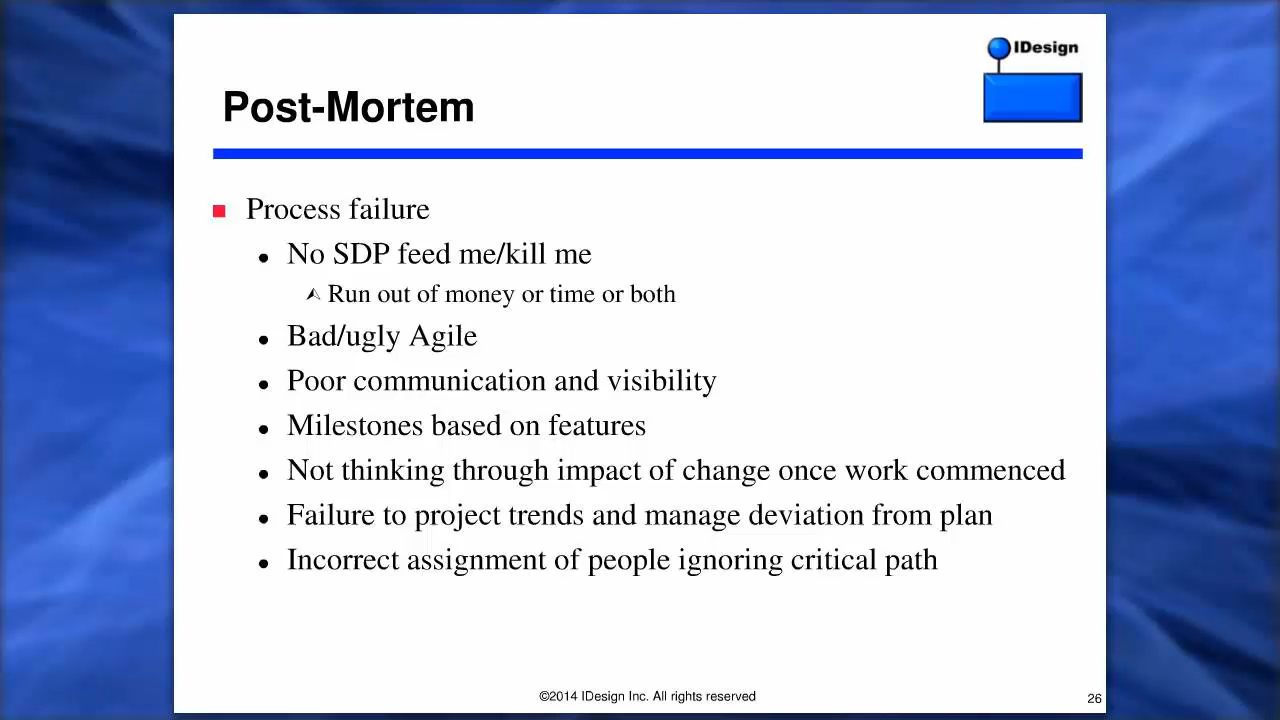 IDesign
Post-Mortem
Process failure
No SDP feed me/kill me
Run out of money or time or both
Bad/ugly Agile
Poor communication and visibility
Milestones based on features
Not thinking through impact of change once work commenced
Failure to project trends and manage deviation from plan
Incorrect assignment of people ignoring critical path
©2014 IDesign Inc. All rights reserved
26